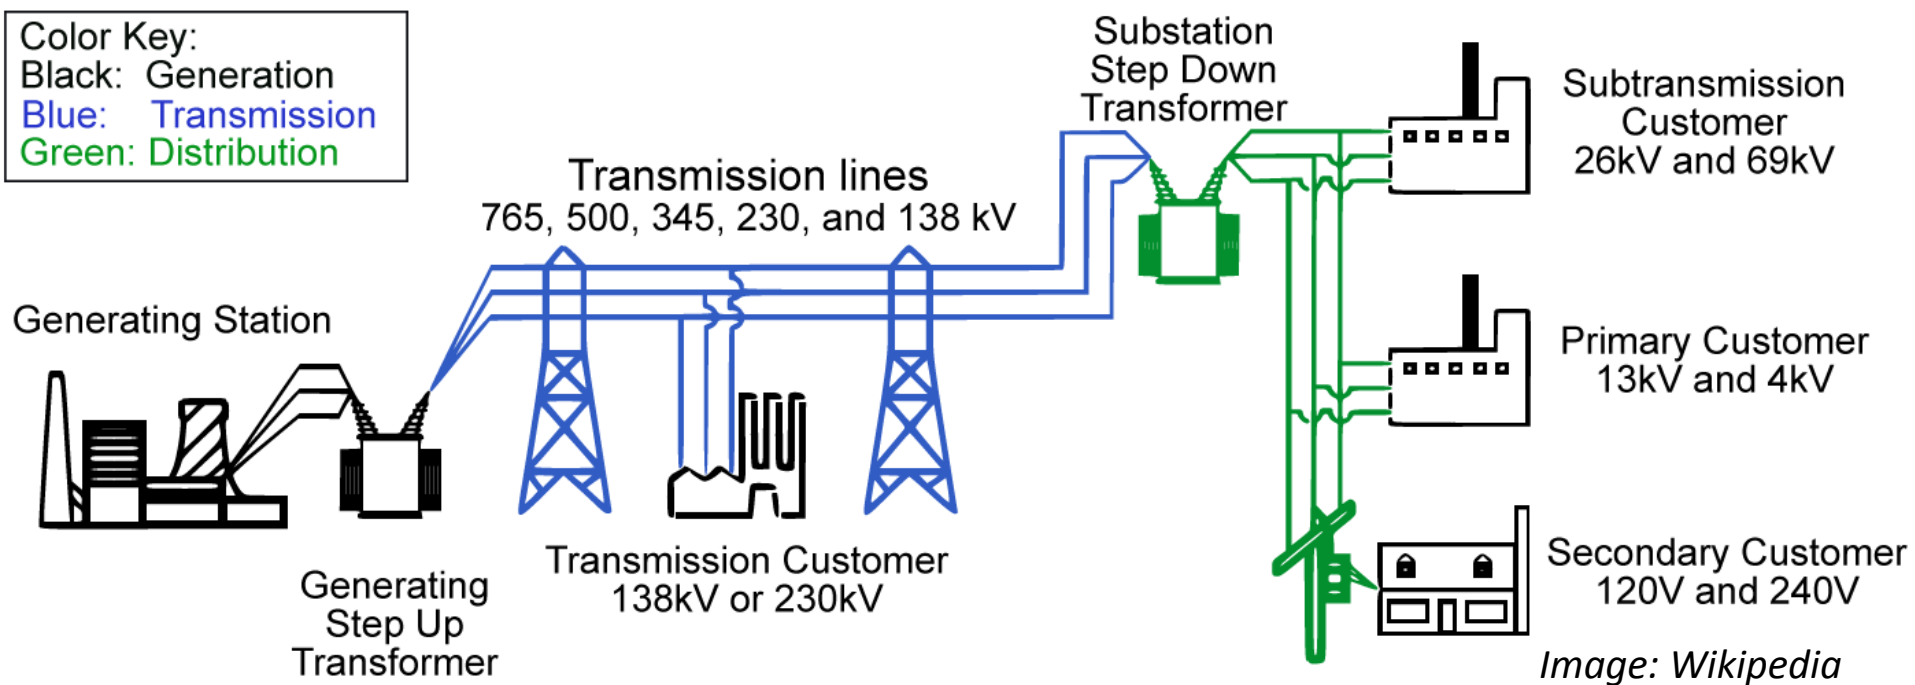 Color Key:
Black: Generation
Blue: Transmission
Green: Distribution
Substation
Step Down
Transformer
Subtransmission
Customer
26kV and 69kV
Transmission lines
765, 500, 345, 230, and 138 kV
Generating Station
Primary Customer
13kV and 4kV
Transmission Customer
138kV or 230kV
Generating
Step Up
Transformer
Secondary Customer
120V and 240V
Image: Wikipedia